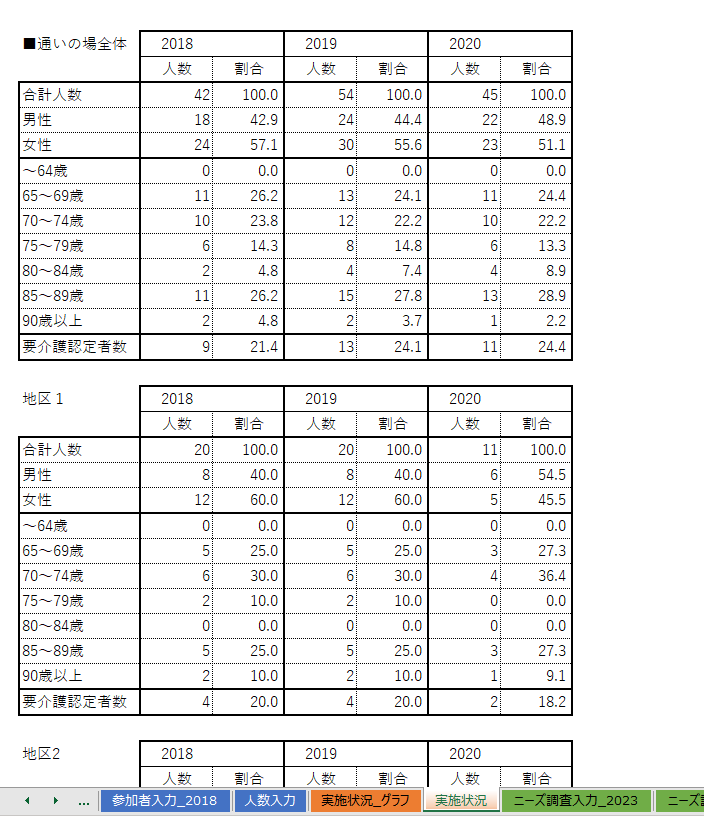 ■通いの場全体 2018 2019 2020
人数 割合 人数 割合 人数 割合
合計人数 42 100.0 54 100.0 45 100.0
男性 18 42.9 24 44.4 22 48.9
女性 24 57.1 30 55.6 23 51.1
～64歳 0 0.0 0 0.0 0 0.0
65～69歳 11 26.2 13 24.1 11 24.4
70～74歳 10 23.8 12 22.2 10 22.2
75～79歳 6 14.3 8 14.8 6 13.3
80～84歳 2 4.8 4 7.4 4 8.9
85～89歳 11 26.2 15 27.8 13 28.9
90歳以上 2 4.8 2 3.7 1 2.2
要介護認定者数 9 21.4 13 24.1 11 24.4
地区１ 2018 2019 2020
人数 割合 人数 割合 人数 割合
合計人数 20 100.0 20 100.0 11 100.0
男性 8 40.0 8 40.0 6 54.5
女性 12 60.0 12 60.0 5 45.5
～64歳 0 0.0 0 0.0 0 0.0
65～69歳 5 25.0 5 25.0 3 27.3
70～74歳 6 30.0 6 30.0 4 36.4
75～79歳 2 10.0 2 10.0 0 0.0
80～84歳 0 0.0 0 0.0 0 0.0
85～89歳 5 25.0 5 25.0 3 27.3
90歳以上 2 10.0 2 10.0 1 9.1
要介護認定者数 4 20.0 4 20.0 2 18.2
地区2 2018 2019 2020
人数 割合 人数 割合 人数 割合
... 参加者入力_2018 人数入力 実施状況_グラフ 実施状況 ニーズ調査入力_2023 ニーズ